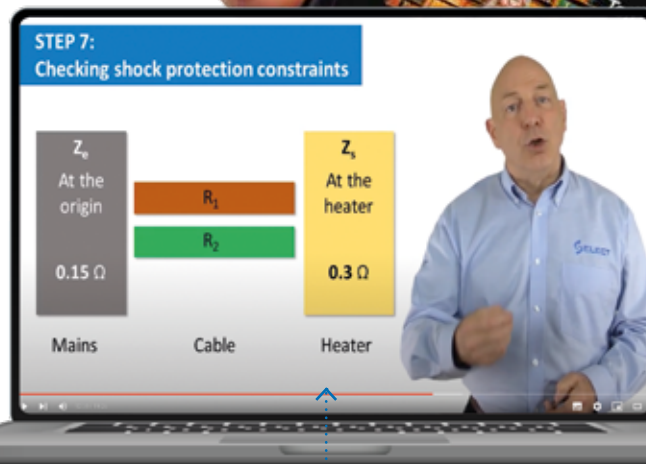 STEP 7:
Checking shock protection constraints
Zₑ
At the
origin
0.15 Ω
R₁
R₂
Zₛ
At the
heater
0.3 Ω
Mains
Cable
Heater
SELECT